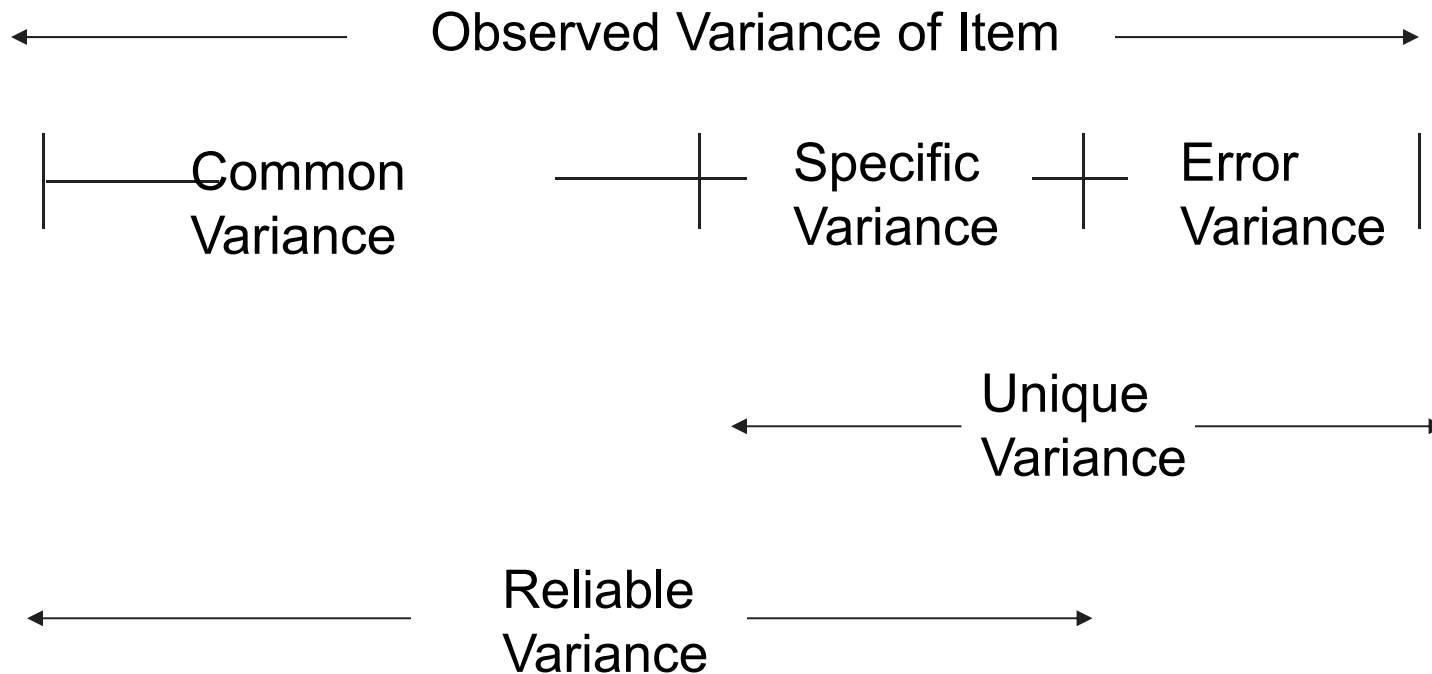 Observed Variance of Item
Common
Variance
Specific
Variance
Error
Variance
Unique
Variance
Reliable
Variance